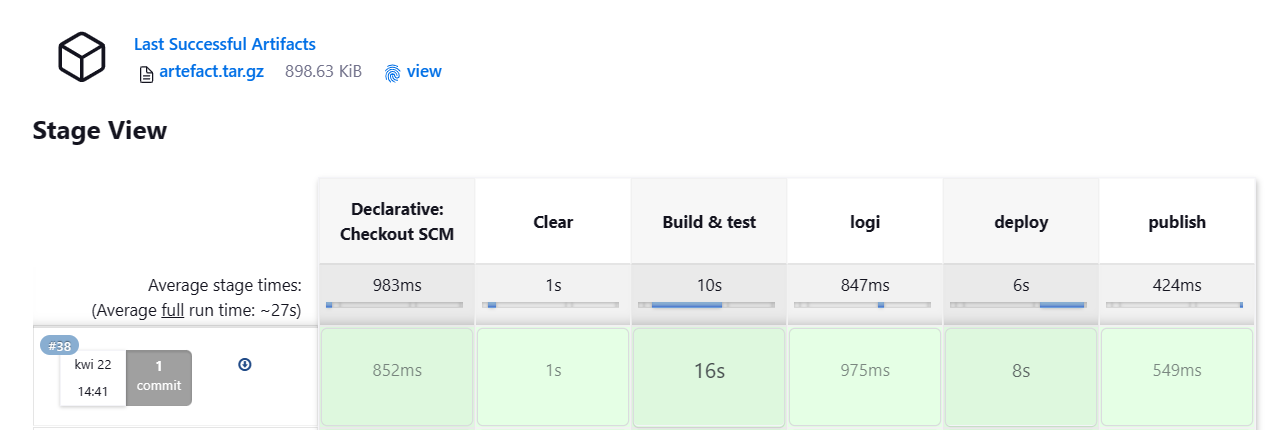 Last Successful Artifacts
artefact.tar.gz 898.63 KiB view
Stage View
Declarative: Checkout SCM
Clear
Build & test
logi
deploy
publish
Average stage times:
(Average full run time: ~27s)
983ms 1s 10s 847ms 6s 424ms
#38
kwi 22
14:41
1
commit
852ms 1s 16s 975ms 8s 549ms